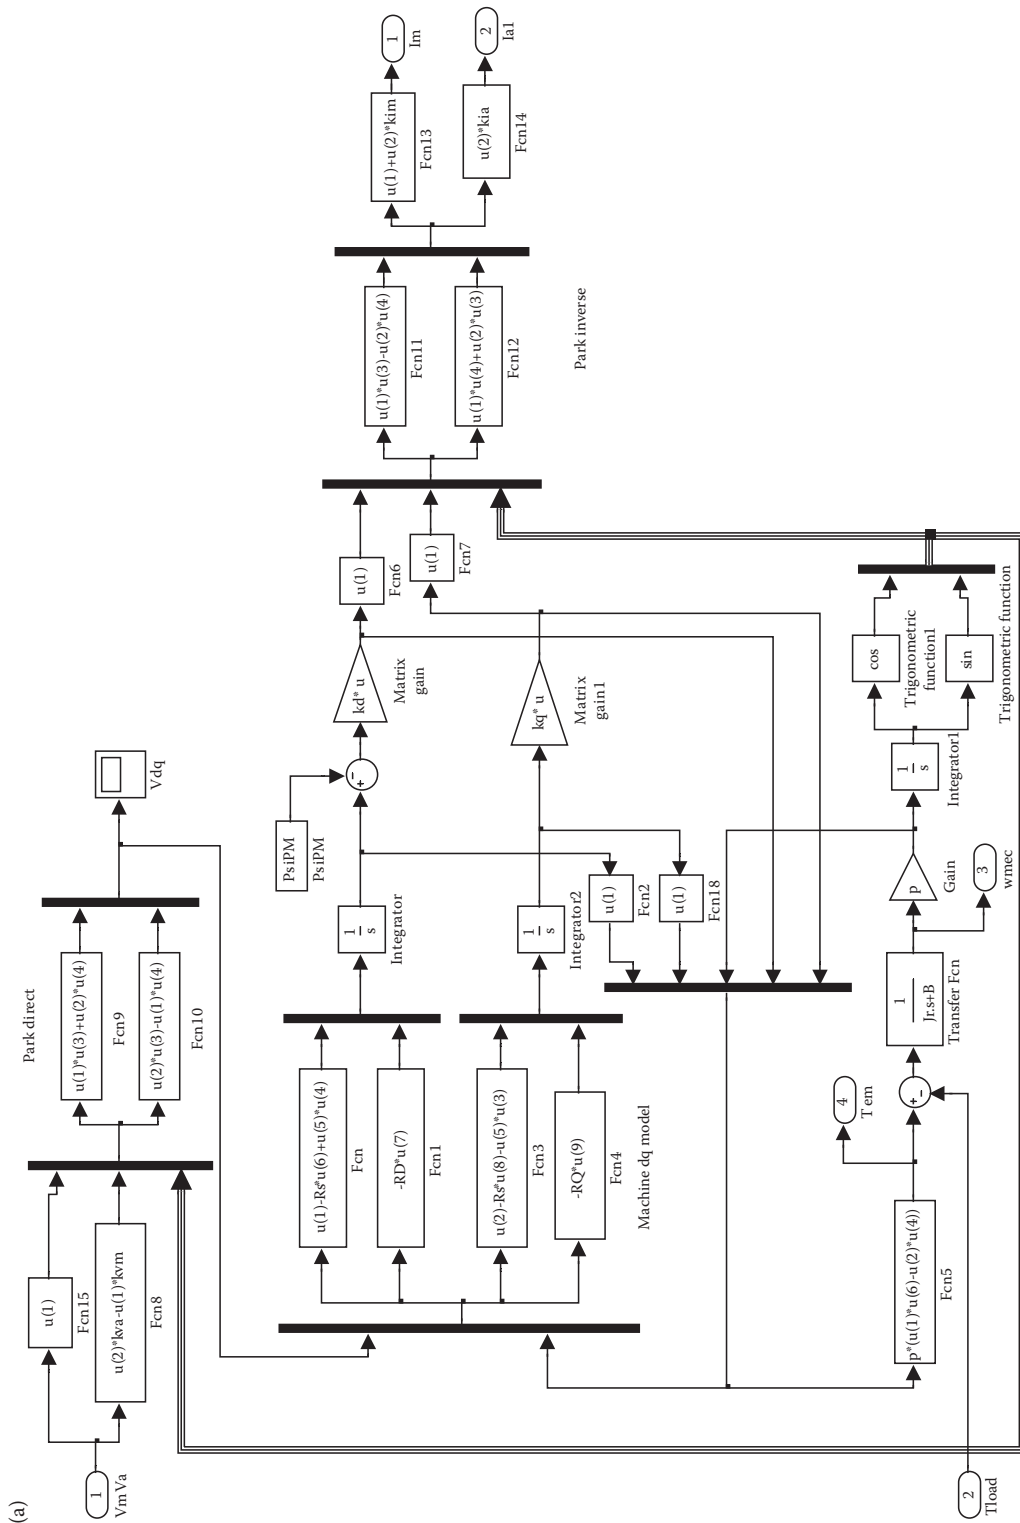 (a)
1
VmVa
u(1)
Fcn15
u(2)*kva-u(1)*kvm
Fcn8
Park direct
u(1)*u(3)+u(2)*u(4)
Fcn9
u(2)*u(3)-u(1)*u(4)
Fcn10
Vdq
u(1)-Rs*u(6)+u(5)*u(4)
Fcn
-RD*u(7)
Fcn1
u(2)-Rs*u(8)-u(5)*u(3)
Fcn3
-RQ*u(9)
Fcn4
Machine dq model
1
s
Integrator
1
s
Integrator2
PsiPM
PsiPM
+
-
kd* u
Matrix
gain
kq* u
Matrix
gain1
u(1)
Fcn2
u(1)
Fcn18
u(1)
Fcn6
u(1)
Fcn7
u(1)*u(3)-u(2)*u(4)
Fcn11
u(1)*u(4)+u(2)*u(3)
Fcn12
Park inverse
u(1)+u(2)*kim
Fcn13
u(2)*kia
Fcn14
1
Im
2
Ia1
2
Tload
p*(u(1)*u(6)-u(2)*u(4))
Fcn5
4
Tem
+
-
1
Jr.s+B
Transfer Fcn
p
Gain
3
wmec
1
s
Integrator1
cos
Trigonometric
function1
sin
Trigonometric function